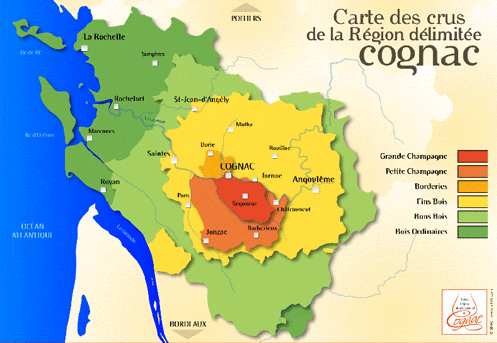 POITIERS
Carte des crus
de la Région délimitée
cognac
Ile de Ré
La Rochelle
Surgères
Rochefort
St-Jean-d'Angély
Ile d'Oléron
Marennes
Matha
Saintes
Burie
Rouillac
COGNAC
Jarnac
Angoulême
Royan
Pons
Segonzac
Châteauneuf
Barbezieux
Jonzac
La Gironde
OCÉAN
ATLANTIQUE
BORDEAUX
Grande Champagne
Petite Champagne
Borderies
Fins Bois
Bons Bois
Bois Ordinaires
Cognac